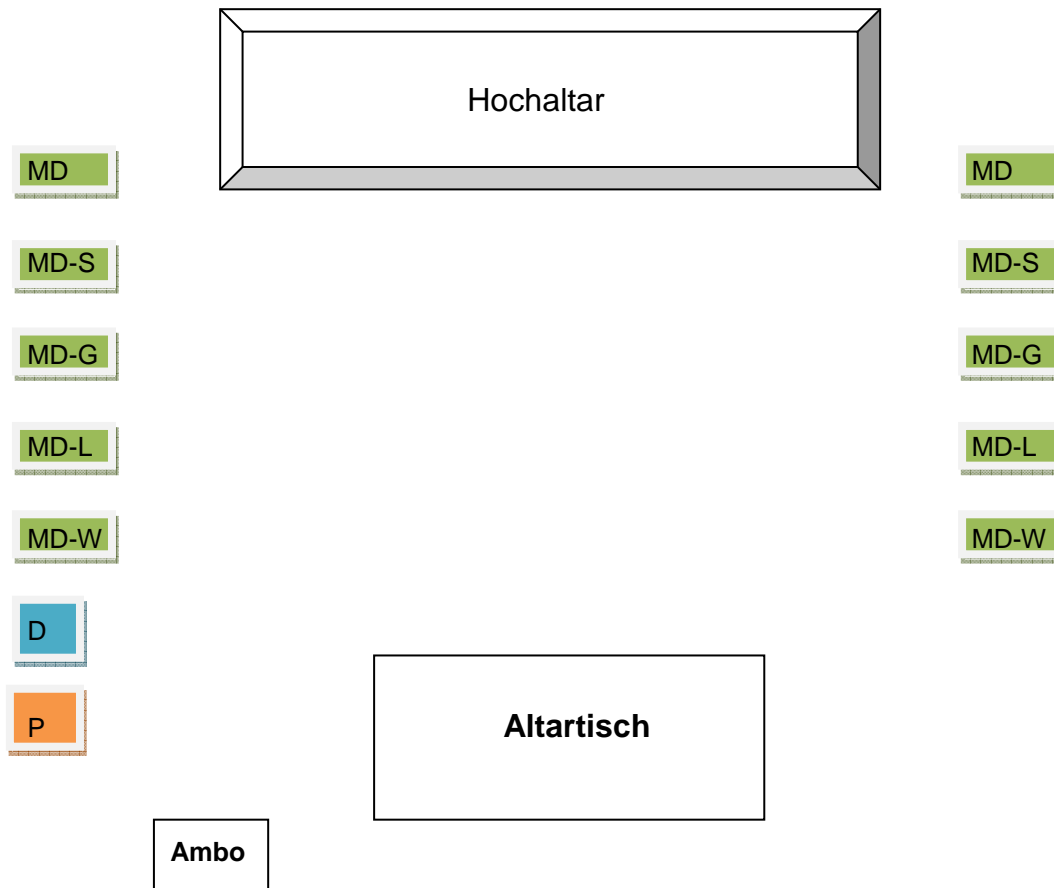 Hochaltar
MD MD
MD-S MD-S
MD-G MD-G
MD-L MD-L
MD-W MD-W
D
P
Altartisch
Ambo